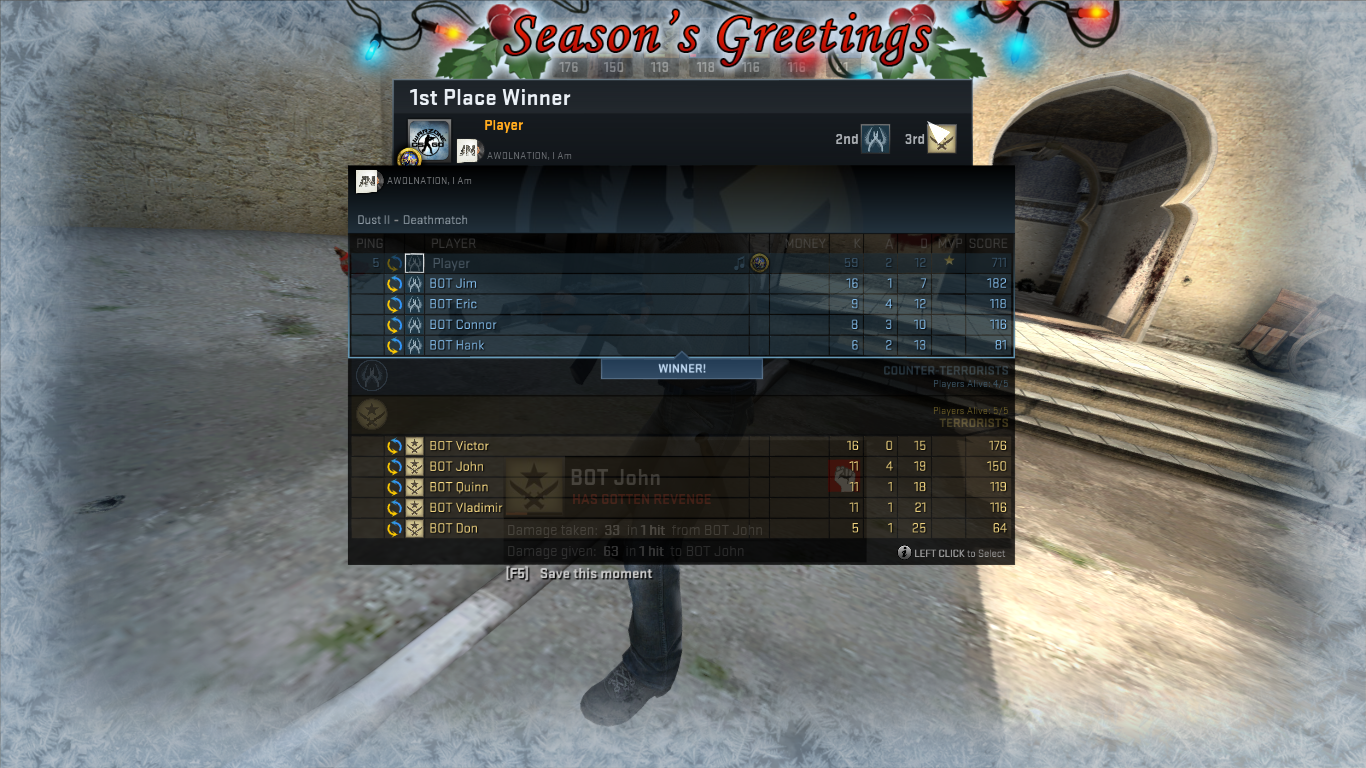 Season's Greetings
176 150 119 118 116 116
1st Place Winner
Player
AWOLNATION, I Am
2nd 3rd
AWOLNATION, I Am
Dust II - Deathmatch
PING PLAYER MONEY K A D MVP SCORE
5 Player 59 2 12 ★ 711
BOT Jim 16 1 7 182
BOT Eric 9 4 12 118
BOT Connor 8 3 10 116
BOT Hank 6 2 13 81
WINNER!
COUNTER-TERRORISTS
Players Alive: 4/5
Players Alive: 5/5
TERRORISTS
BOT Victor 16 0 15 176
BOT John 11 4 19 150
BOT Quinn 11 1 18 119
BOT Vladimir 11 1 21 116
BOT Don 5 1 25 64
BOT John
HAS GOTTEN REVENGE
Damage taken: 33 in 1 hit from BOT John
Damage given: 63 in 1 hit to BOT John
LEFT CLICK to Select
[F5] Save this moment